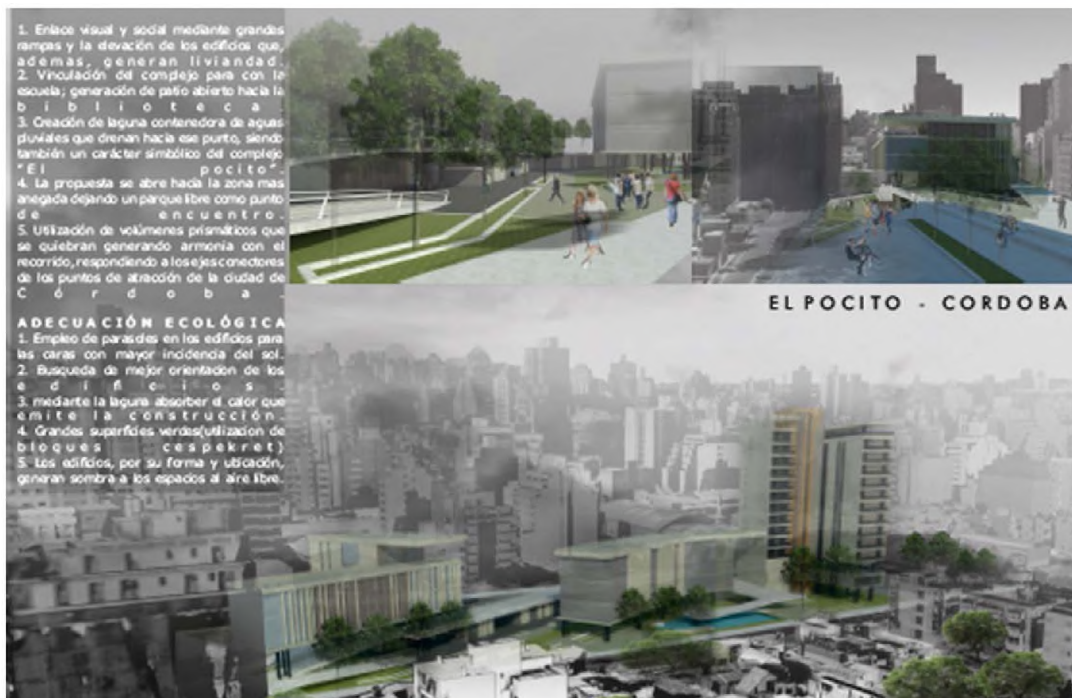 1. Enlace visual y social mediante grandes
rampas y la elevación de los edificios que,
ademas, generan liviandad.
2. Vinculación del complejo para con la
escuela; generación de patio abierto hacia la
biblioteca.
3. Creación de laguna contenedora de aguas
pluviales que drenan hacia ese punto, siendo
también un carácter simbólico del complejo
"El pocito".
4. La propuesta se abre hacia la zona mas
anegada dejando un parque libre como punto
de encuentro.
5. Utilización de volúmenes prismáticos que
se quiebran generando armonia con el
recorrido, respondiendo a los ejes conectores
de los puntos de atracción de la ciudad de
Córdoba.
ADECUACIÓN ECOLÓGICA
1. Empleo de parasoles en los edificios para
las caras con mayor incidencia del sol.
2. Busqueda de mejor orientación de los
edificios.
3. mediante la laguna absorber el calor que
emite la construcción.
4. Grandes superficies verdes(utilizacion de
bloques cespekret)
5. Los edificios, por su forma y ubicación,
generan sombra a los espacios al aire libre.
EL POCITO - CORDOBA